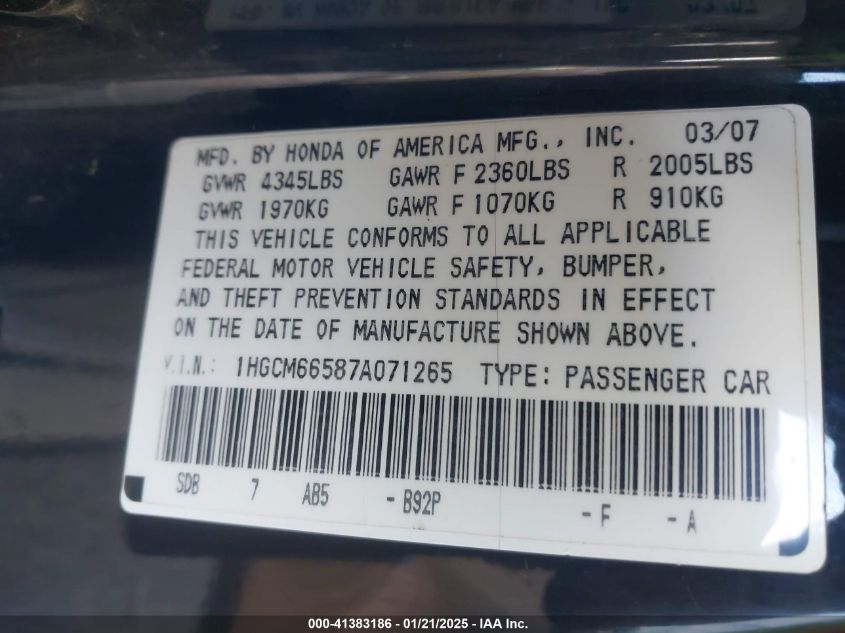 MFD. BY HONDA OF AMERICA MFG., INC. 03/07
GVWR 4345LBS GAWR F 2360LBS R 2005LBS
GVWR 1970KG GAWR F 1070KG R 910KG
THIS VEHICLE CONFORMS TO ALL APPLICABLE
FEDERAL MOTOR VEHICLE SAFETY, BUMPER,
AND THEFT PREVENTION STANDARDS IN EFFECT
ON THE DATE OF MANUFACTURE SHOWN ABOVE.
V.I.N.: 1HGCM66587A071265 TYPE: PASSENGER CAR
SDB 7 AB5 -B92P -F -A
000-41383186 / 01/21/2025 - IAA Inc.